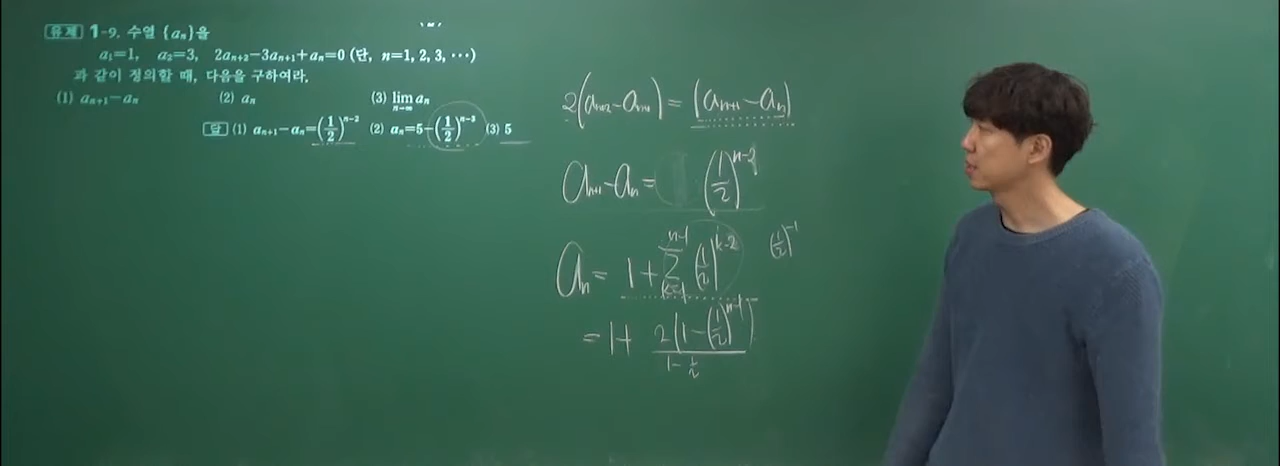 유제 1-9. 수열 {aₙ}을
a₁=1, a₂=3, 2aₙ₊₂-3aₙ₊₁+aₙ=0 (단, n=1, 2, 3, ⋯)
과 같이 정의할 때, 다음을 구하여라.
(1) aₙ₊₁-aₙ (2) aₙ (3) lim_{n→∞} aₙ
답 (1) aₙ₊₁-aₙ=(1/2)^{n-2} (2) aₙ=5-(1/2)^{n-3} (3) 5
2(aₙ₊₂-aₙ₊₁)=(aₙ₊₁-aₙ)
aₙ₊₁-aₙ= (1/2)^{n-2}
aₙ= 1+∑_{k=1}^{n-1}(1/2)^{k-2} (1/2)^{-1}
=1+ 2(1-(1/2)^{n-1})/(1-1/2)